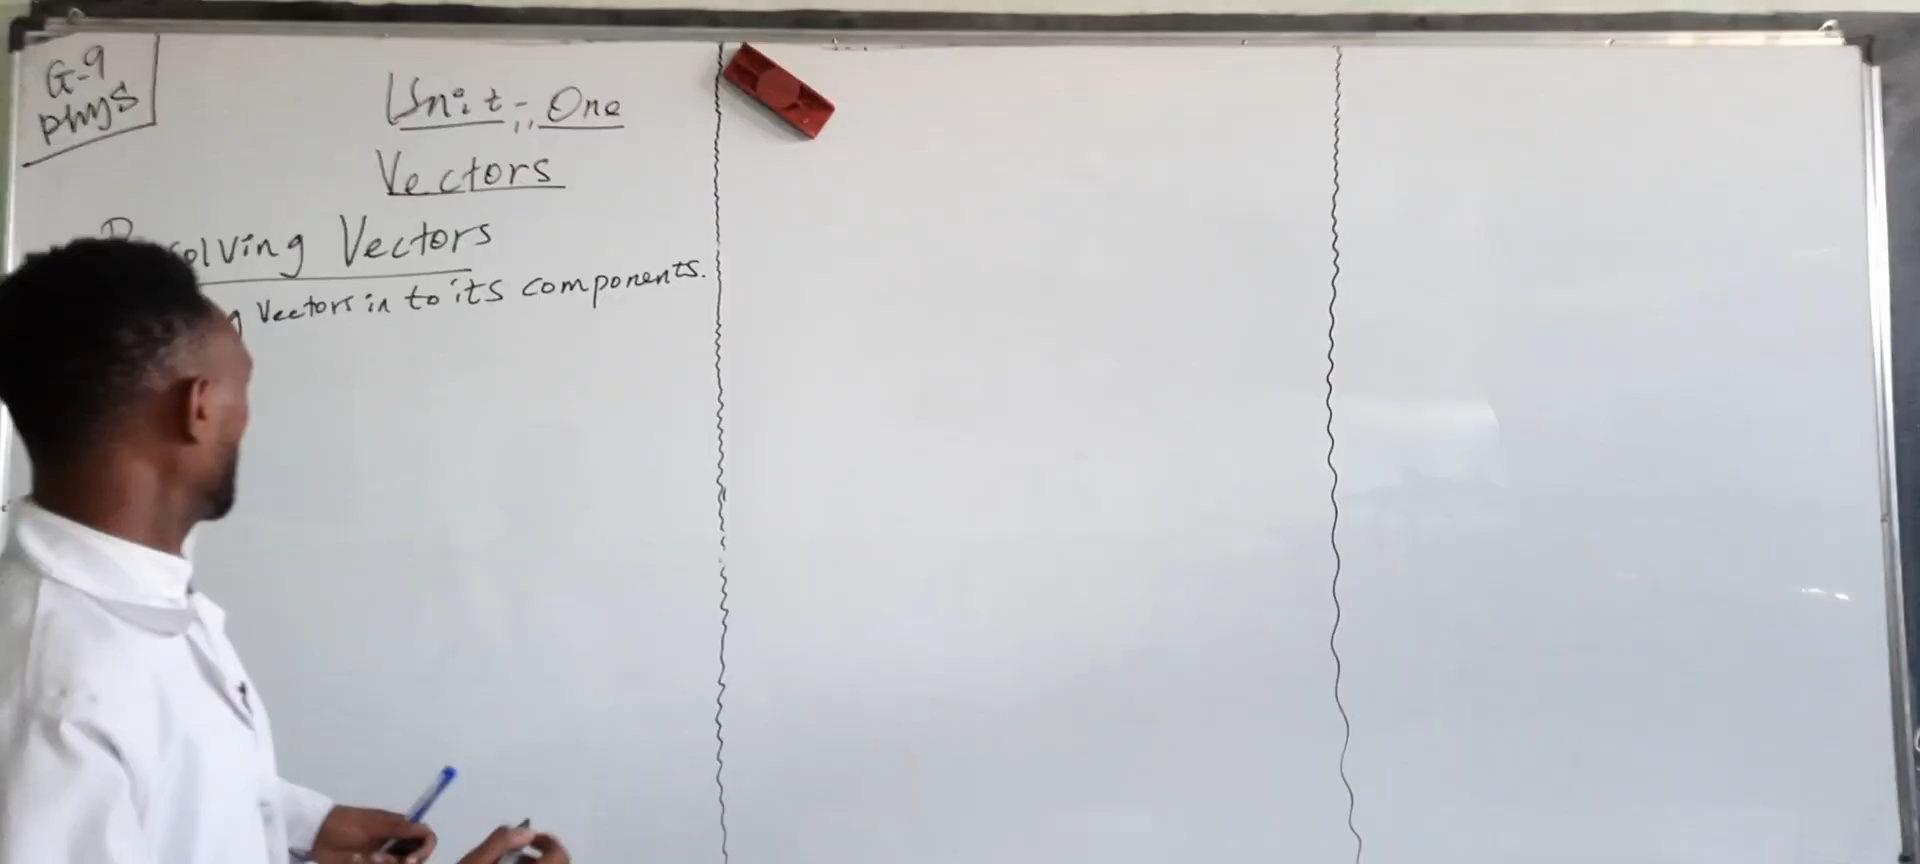 G-9
phys
Unit:- One
Vectors
Resolving Vectors
Vectors in to its components.